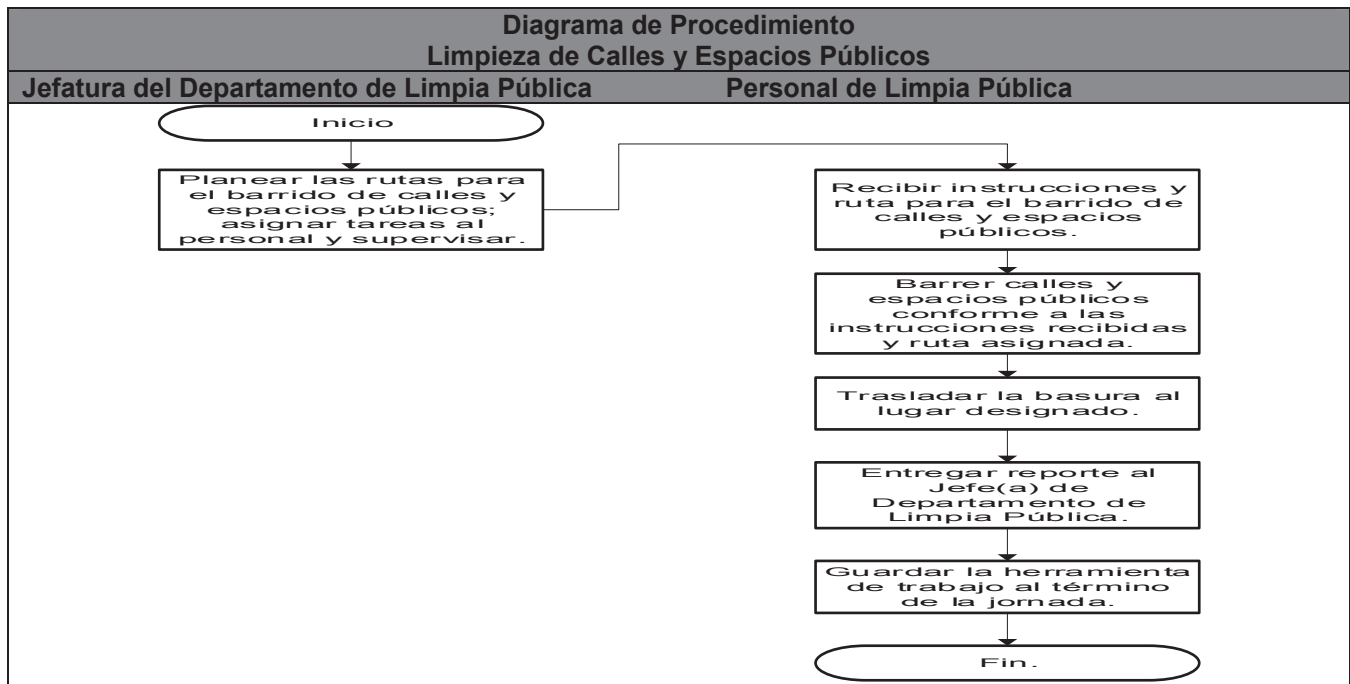 Diagrama de Procedimiento
Limpieza de Calles y Espacios Públicos
Jefatura del Departamento de Limpia Pública
Personal de Limpia Pública
Inicio
Planear las rutas para
el barrido de calles y
espacios públicos;
asignar tareas al
personal y supervisar.
Recibir instrucciones y
ruta para el barrido de
calles y espacios
públicos.
Barrer calles y
espacios públicos
conforme a las
instrucciones recibidas
y ruta asignada.
Trasladar la basura al
lugar designado.
Entregar reporte al
Jefe(a) de
Departamento de
Limpia Pública.
Guardar la herramienta
de trabajo al término
de la jornada.
Fin.